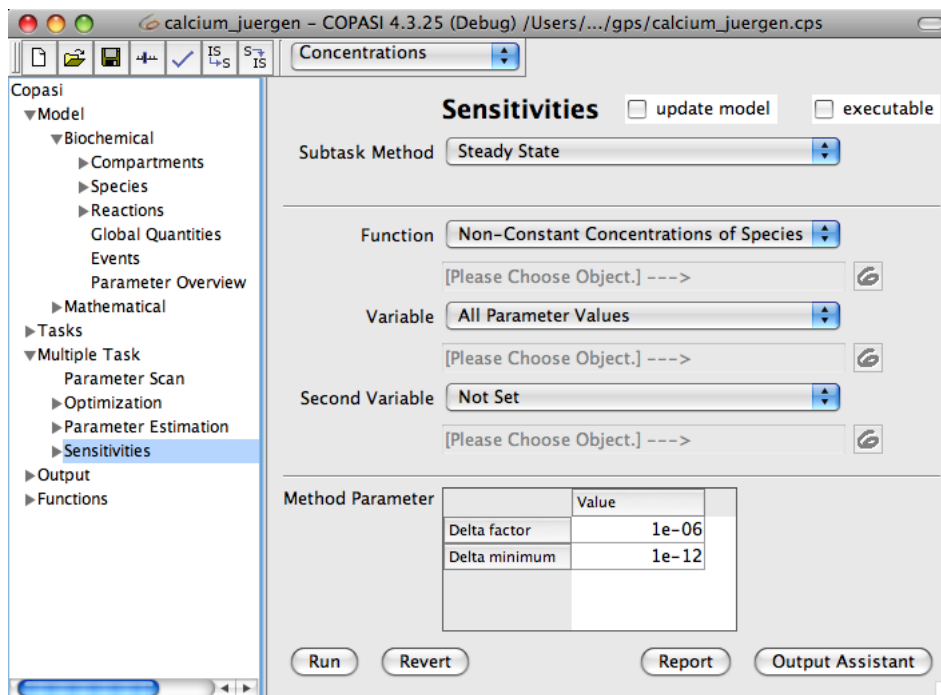 calcium_juergen - COPASI 4.3.25 (Debug) /Users/.../gps/calcium_juergen.cps
IS S
↳S IS
Concentrations
Copasi
Model
Biochemical
Compartments
Species
Reactions
Global Quantities
Events
Parameter Overview
Mathematical
Tasks
Multiple Task
Parameter Scan
Optimization
Parameter Estimation
Sensitivities
Output
Functions
Sensitivities update model executable
Subtask Method Steady State
Function Non-Constant Concentrations of Species
[Please Choose Object.] --->
Variable All Parameter Values
[Please Choose Object.] --->
Second Variable Not Set
[Please Choose Object.] --->
Method Parameter Value
Delta factor 1e-06
Delta minimum 1e-12
Run Revert Report Output Assistant